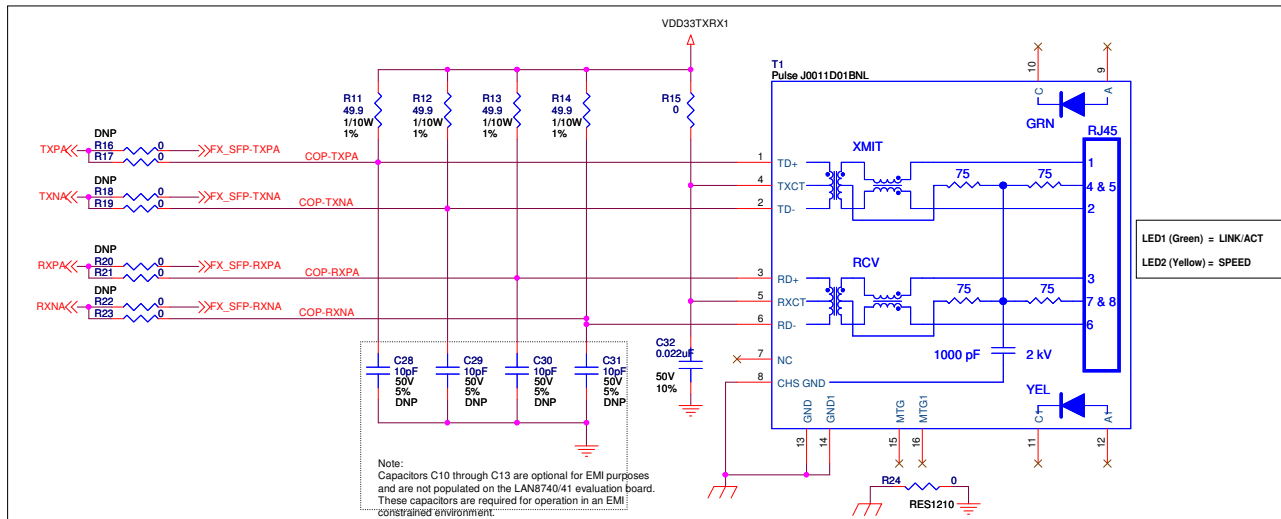 VDD33TXRX1
T1
Pulse J0011D01BNL
10
9
C
A
GRN
RJ45
R11
49.9
1/10W
1%
R12
49.9
1/10W
1%
R13
49.9
1/10W
1%
R14
49.9
1/10W
1%
R15
0
DNP
TXPA
R16
0
FX_SFP-TXPA
R17
0
COP-TXPA
DNP
TXNA
R18
0
FX_SFP-TXNA
R19
0
COP-TXNA
DNP
RXPA
R20
0
FX_SFP-RXPA
R21
0
COP-RXPA
DNP
RXNA
R22
0
FX_SFP-RXNA
R23
0
COP-RXNA
XMIT
1
TD+
4
TXCT
2
TD-
75
75
1
4 & 5
2
RCV
3
RD+
5
RXCT
6
RD-
75
75
3
7 & 8
6
7
NC
8
CHS GND
1000 pF
2 kV
YEL
LED1 (Green) = LINK/ACT
LED2 (Yellow) = SPEED
C28
10pF
50V
5%
DNP
C29
10pF
50V
5%
DNP
C30
10pF
50V
5%
DNP
C31
10pF
50V
5%
DNP
C32
0.022uF
50V
10%
GND
GND1
MTG
MTG1
C1
A1
13
14
15
16
11
12
Note:
Capacitors C10 through C13 are optional for EMI purposes
and are not populated on the LAN8740/41 evaluation board.
These capacitors are required for operation in an EMI
constrained environment.
R24
0
RES1210